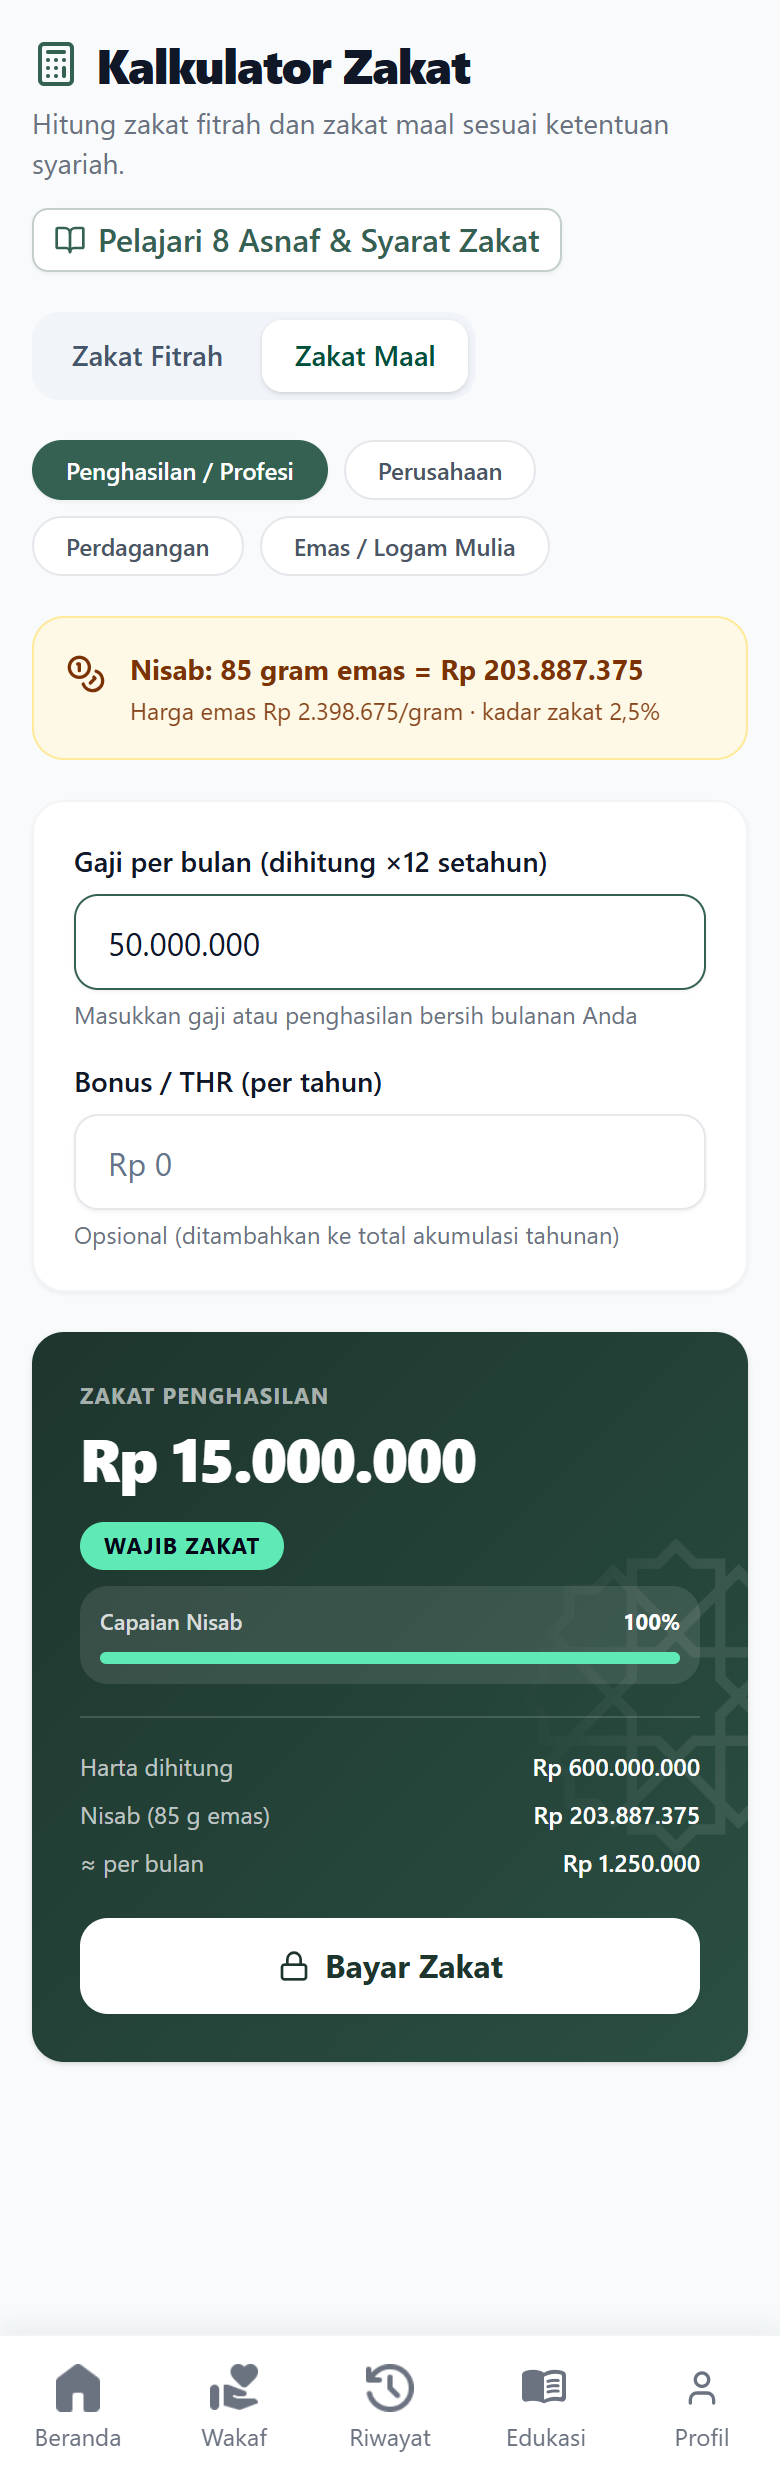 Kalkulator Zakat
Hitung zakat fitrah dan zakat maal sesuai ketentuan
syariah.
Pelajari 8 Asnaf & Syarat Zakat
Zakat Fitrah
Zakat Maal
Penghasilan / Profesi
Perusahaan
Perdagangan
Emas / Logam Mulia
Nisab: 85 gram emas = Rp 203.887.375
Harga emas Rp 2.398.675/gram · kadar zakat 2,5%
Gaji per bulan (dihitung ×12 setahun)
50.000.000
Masukkan gaji atau penghasilan bersih bulanan Anda
Bonus / THR (per tahun)
Rp 0
Opsional (ditambahkan ke total akumulasi tahunan)
ZAKAT PENGHASILAN
Rp 15.000.000
WAJIB ZAKAT
Capaian Nisab 100%
Harta dihitung Rp 600.000.000
Nisab (85 g emas) Rp 203.887.375
≈ per bulan Rp 1.250.000
Bayar Zakat
Beranda
Wakaf
Riwayat
Edukasi
Profil